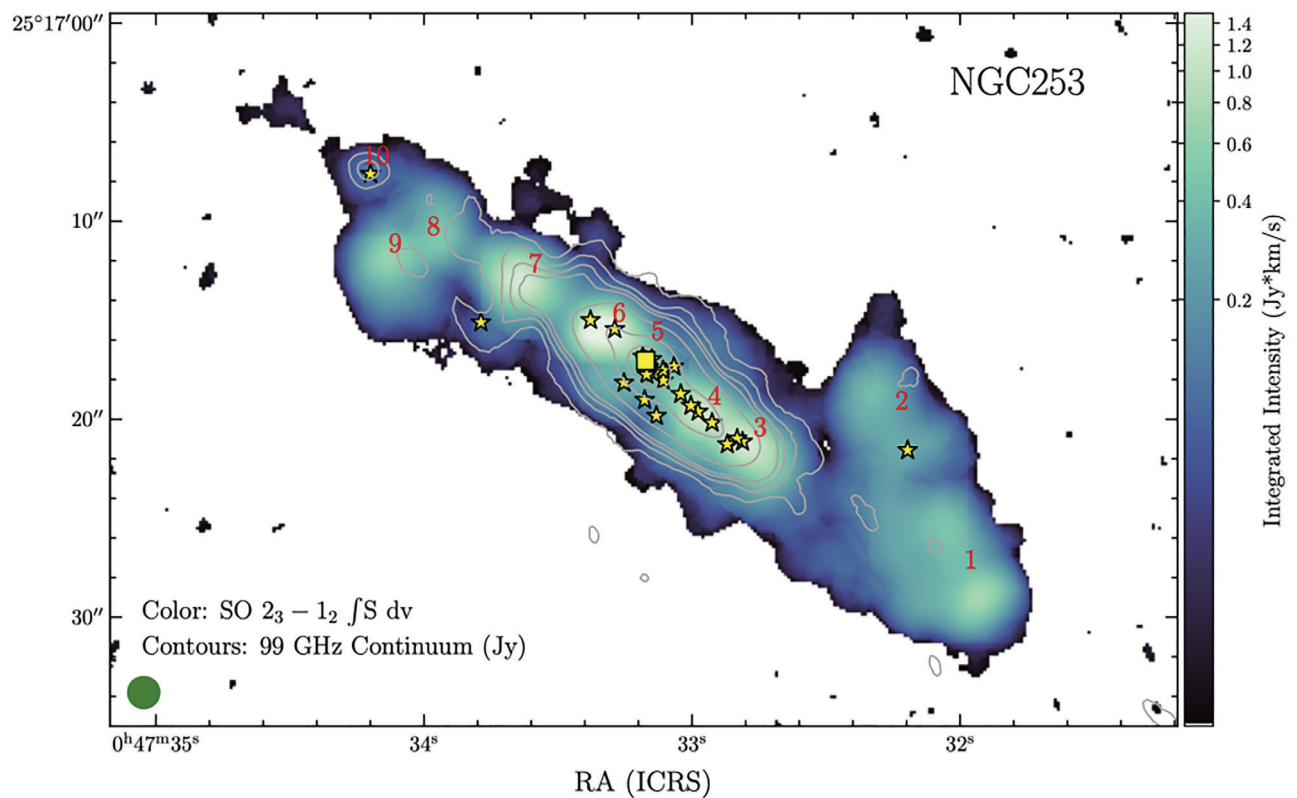 25°17′00″
NGC253
1.4
1.2
1.0
0.8
0.6
0.4
0.2
Integrated Intensity (Jy*km/s)
10
10″
8
9
7
6
5
4
3
2
20″
1
30″
Color: SO 2₃ − 1₂ ∫S dv
Contours: 99 GHz Continuum (Jy)
0ʰ47ᵐ35ˢ
34ˢ
33ˢ
32ˢ
RA (ICRS)